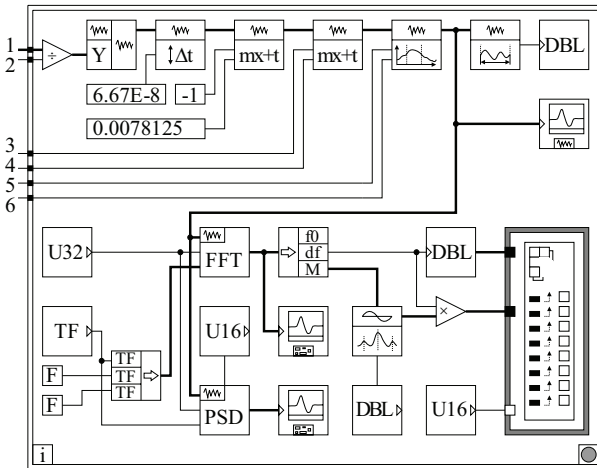 1
2
÷
Y
Δt
mx+t
mx+t
DBL
6.67E-8
-1
0.0078125
3
4
5
6
U32
FFT
f0
df
M
DBL
×
TF
U16
TF
TF
TF
F
F
PSD
DBL
U16
i